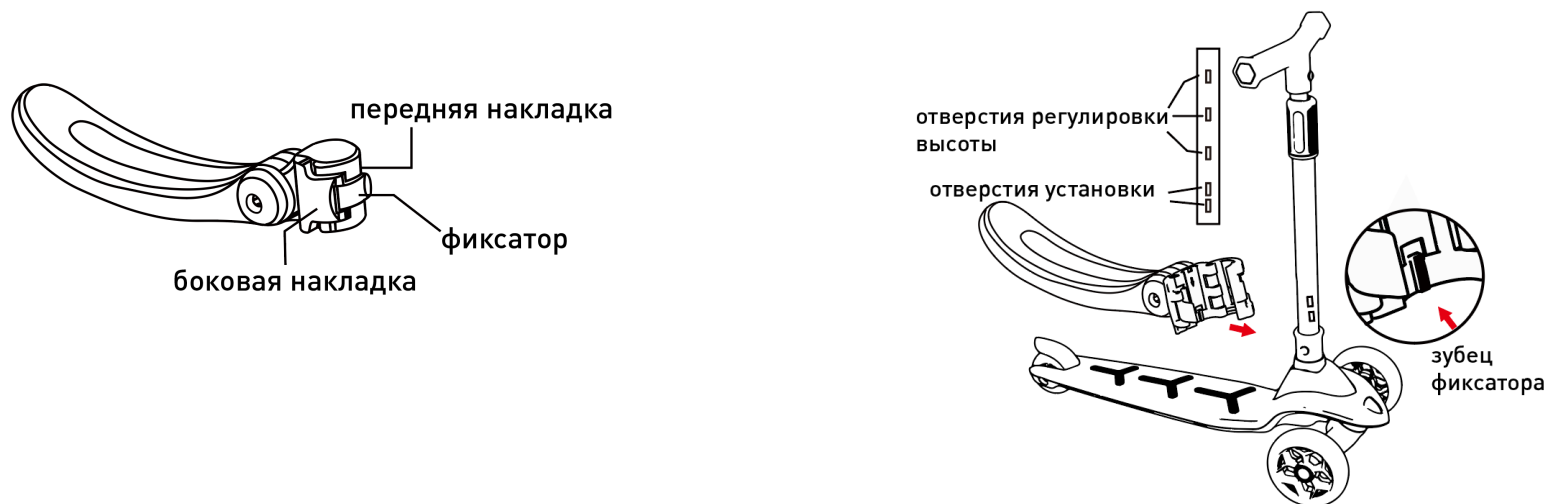 передняя накладка
фиксатор
боковая накладка
отверстия регулировки
высоты
отверстия установки
зубец
фиксатора